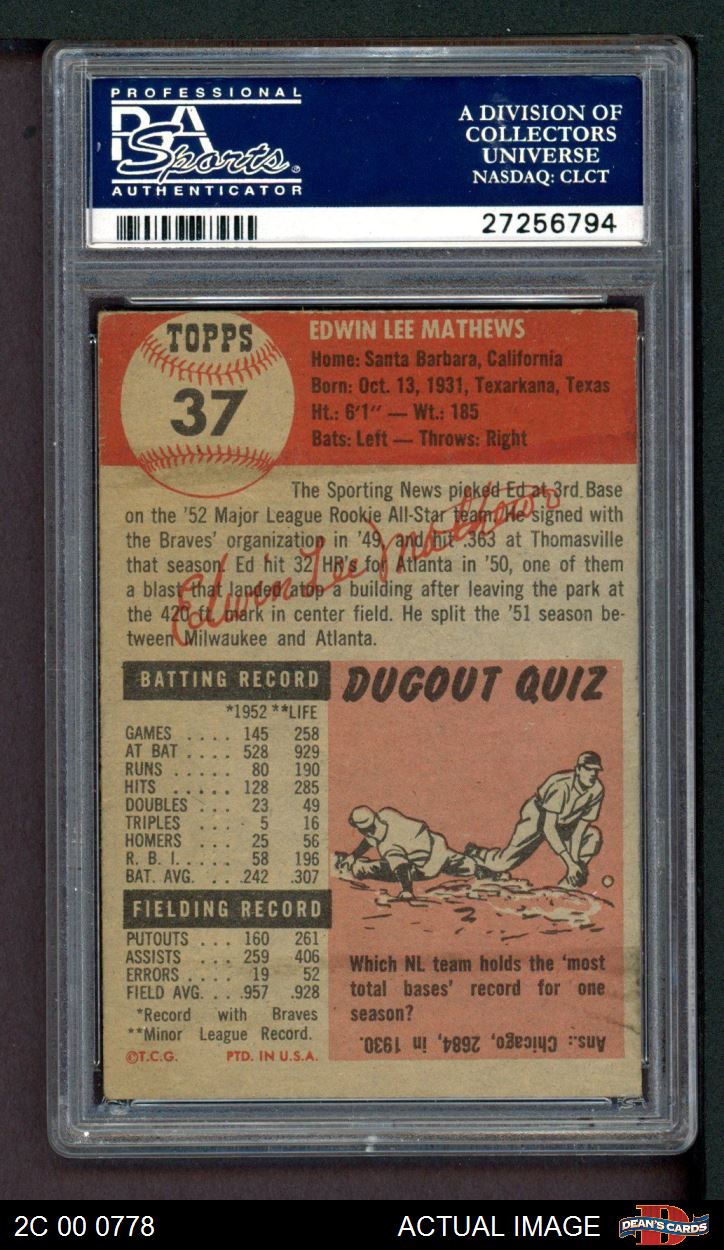 PROFESSIONAL
PSA
Sports
AUTHENTICATOR
A DIVISION OF
COLLECTORS
UNIVERSE
NASDAQ: CLCT
27256794
TOPPS
37
EDWIN LEE MATHEWS
Home: Santa Barbara, California
Born: Oct. 13, 1931, Texarkana, Texas
Ht.: 6'1" — Wt.: 185
Bats: Left — Throws: Right
The Sporting News picked Ed at 3rd Base
on the '52 Major League Rookie All-Star team. He signed with
the Braves' organization in '49, and hit .363 at Thomasville
that season. Ed hit 32 HR's for Atlanta in '50, one of them
a blast that landed atop a building after leaving the park at
the 420 ft. mark in center field. He split the '51 season be-
tween Milwaukee and Atlanta.
Edwin Lee Mathews
BATTING RECORD
*1952 **LIFE
GAMES .... 145 258
AT BAT .... 528 929
RUNS ..... 80 190
HITS ..... 128 285
DOUBLES .. 23 49
TRIPLES ... 5 16
HOMERS ... 25 56
R. B. I. ..... 58 196
BAT. AVG. ... .242 .307
FIELDING RECORD
PUTOUTS ... 160 261
ASSISTS ... 259 406
ERRORS .... 19 52
FIELD AVG. ... .957 .928
*Record with Braves
**Minor League Record.
©T.C.G. PTD. IN U.S.A.
DUGOUT QUIZ
Which NL team holds the 'most
total bases' record for one
season?
Ans.: Chicago, 2684, in 1930.
2C 00 0778
ACTUAL IMAGE
D
DEAN'S CARDS